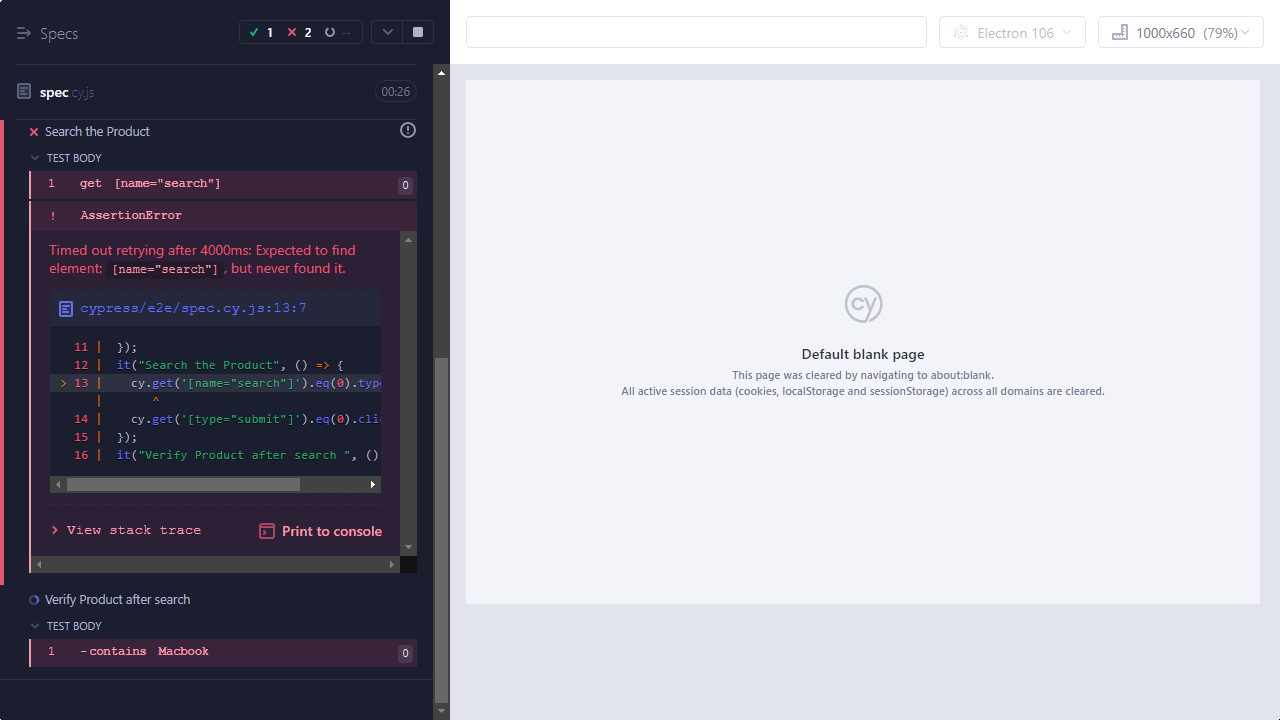 Specs
1
2
--
Electron 106
1000x660 (79%)
spec.cy.js
00:26
Search the Product
TEST BODY
1 get [name="search"] 0
! AssertionError
Timed out retrying after 4000ms: Expected to find
element: [name="search"] , but never found it.
cypress/e2e/spec.cy.js:13:7
11 | });
12 | it("Search the Product", () => {
> 13 | cy.get('[name="search"]').eq(0).type
| ^
14 | cy.get('[type="submit"]').eq(0).clic
15 | });
16 | it("Verify Product after search ", ()
> View stack trace
Print to console
Verify Product after search
TEST BODY
1 -contains Macbook 0
cy
Default blank page
This page was cleared by navigating to about:blank.
All active session data (cookies, localStorage and sessionStorage) across all domains are cleared.